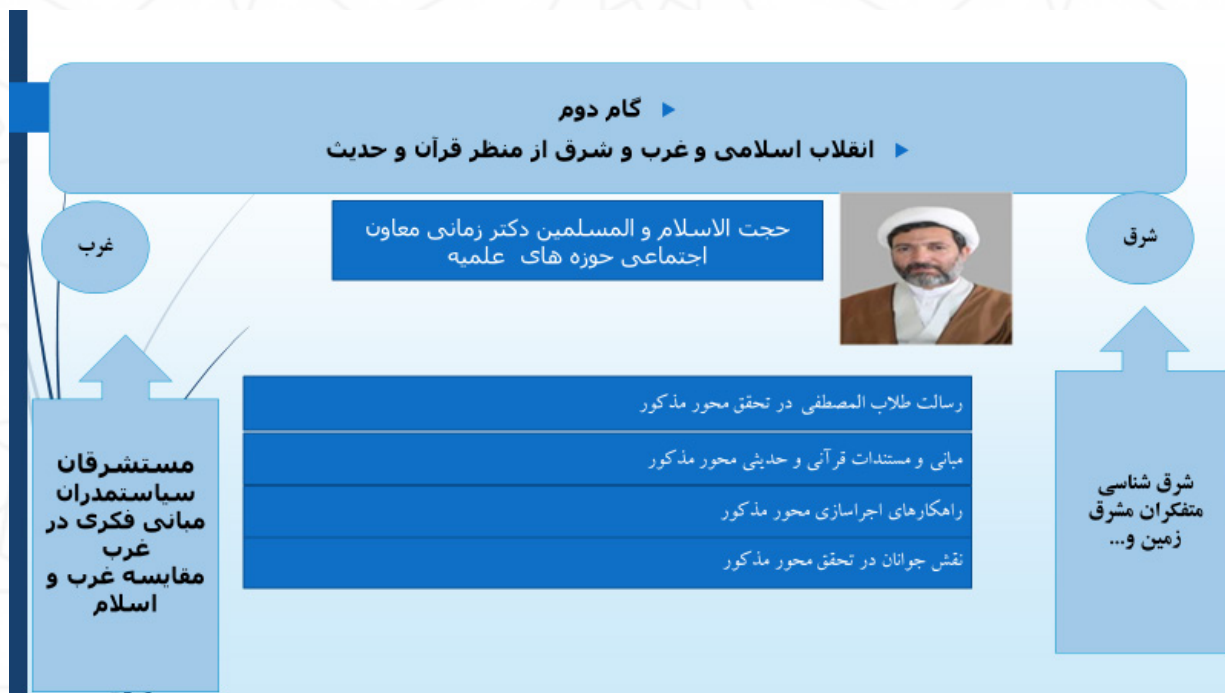 گام دوم
انقلاب اسلامی و غرب و شرق از منظر قرآن و حدیث
شرق
حجت الاسلام و المسلمین دکتر زمانی معاون
اجتماعی حوزه های علمیه
غرب
رسالت طلاب المصطفی در تحقق محور مذکور
مبانی و مستندات قرآنی و حدیثی محور مذکور
راهکارهای اجراسازی محور مذکور
نقش جوانان در تحقق محور مذکور
شرق شناسی
متفکران مشرق
زمین و...
مستشرقان
سیاستمدران
مبانی فکری در
غرب
مقایسه غرب و
اسلام